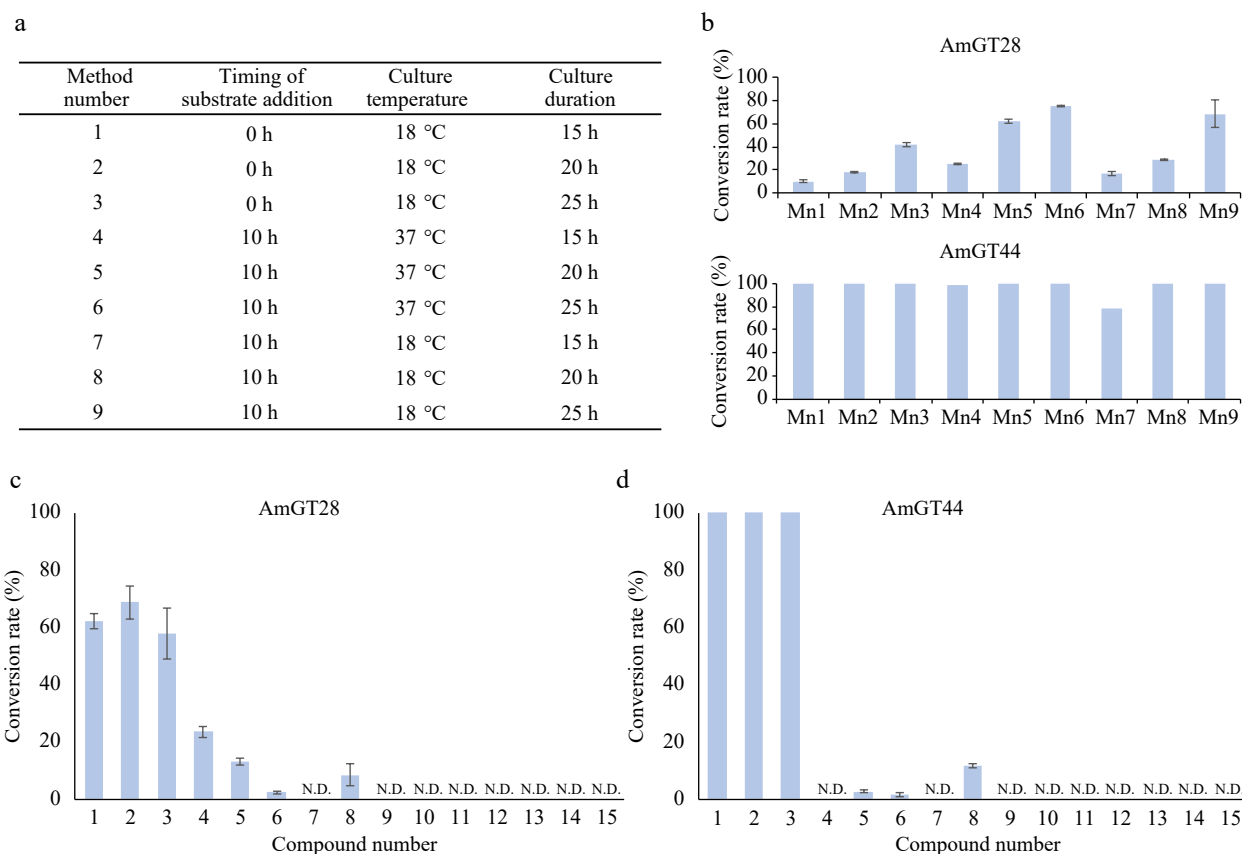 a
Method number
Timing of substrate addition
Culture temperature
Culture duration
1 0 h 18 °C 15 h
2 0 h 18 °C 20 h
3 0 h 18 °C 25 h
4 10 h 37 °C 15 h
5 10 h 37 °C 20 h
6 10 h 37 °C 25 h
7 10 h 18 °C 15 h
8 10 h 18 °C 20 h
9 10 h 18 °C 25 h
b
AmGT28
Conversion rate (%)
100
80
60
40
20
0
Mn1 Mn2 Mn3 Mn4 Mn5 Mn6 Mn7 Mn8 Mn9
AmGT44
Conversion rate (%)
100
80
60
40
20
0
Mn1 Mn2 Mn3 Mn4 Mn5 Mn6 Mn7 Mn8 Mn9
c
AmGT28
Conversion rate (%)
100
80
60
40
20
0
N.D. N.D. N.D. N.D. N.D. N.D. N.D. N.D.
1 2 3 4 5 6 7 8 9 10 11 12 13 14 15
Compound number
d
AmGT44
Conversion rate (%)
100
80
60
40
20
0
N.D. N.D. N.D. N.D. N.D. N.D. N.D. N.D. N.D.
1 2 3 4 5 6 7 8 9 10 11 12 13 14 15
Compound number